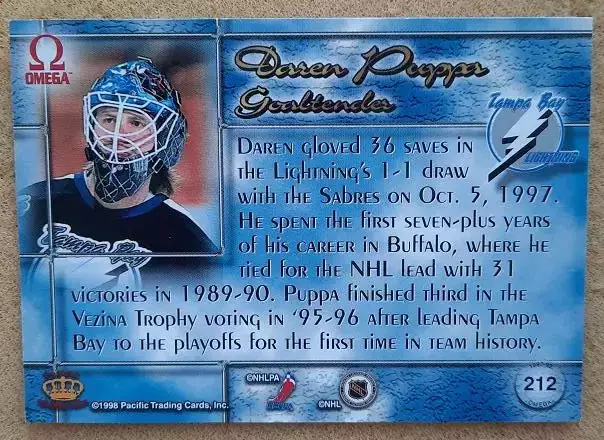 OMEGA™
Daren Puppa
Goaltender
Tampa Bay
LIGHTNING
DAREN GLOVED 36 SAVES IN
THE LIGHTNING'S 1-1 DRAW
WITH THE SABRES ON OCT. 5, 1997.
HE SPENT THE FIRST SEVEN-PLUS YEARS
OF HIS CAREER IN BUFFALO, WHERE HE
TIED FOR THE NHL LEAD WITH 31
VICTORIES IN 1989-90. PUPPA FINISHED THIRD IN THE
VEZINA TROPHY VOTING IN '95-96 AFTER LEADING TAMPA
BAY TO THE PLAYOFFS FOR THE FIRST TIME IN TEAM HISTORY.
Tampa Bay
©1998 Pacific Trading Cards, Inc.
©NHLPA
©NHL
212
OMEGA